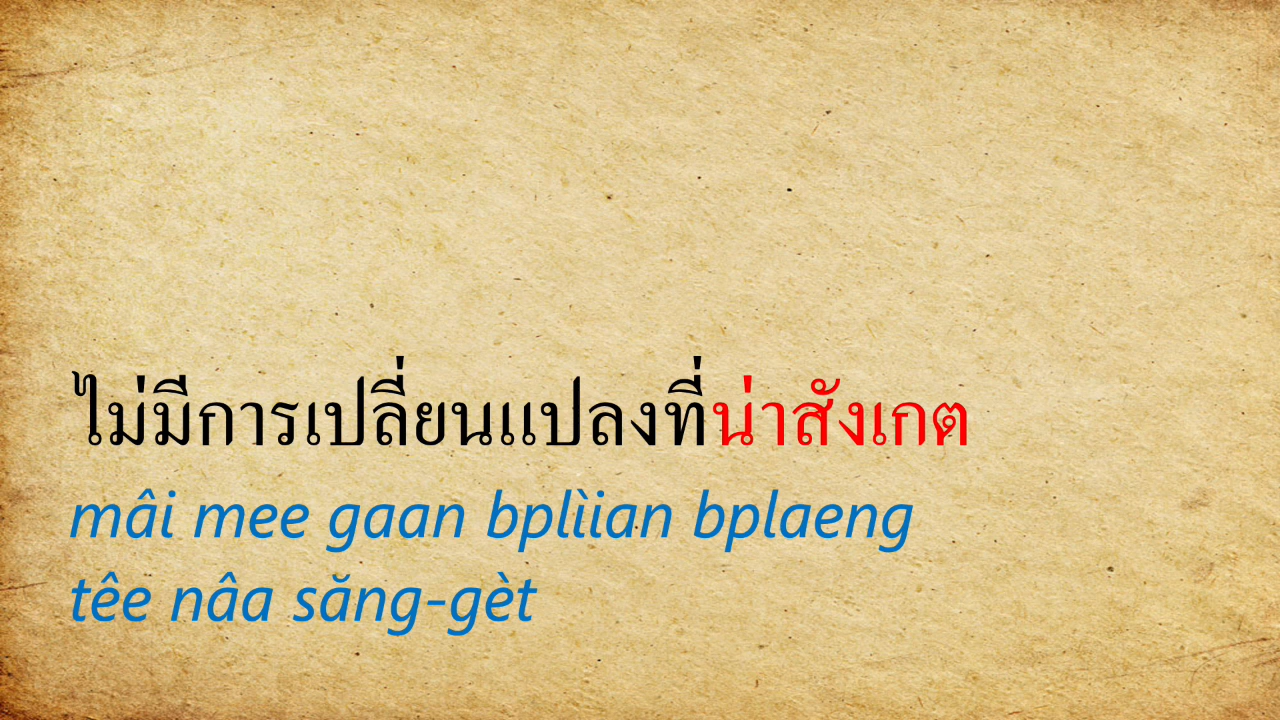 ไม่มีการเปลี่ยนแปลงที่น่าสังเกต
mâi mee gaan bplìian bplaeng
têe nâa săng-gèt